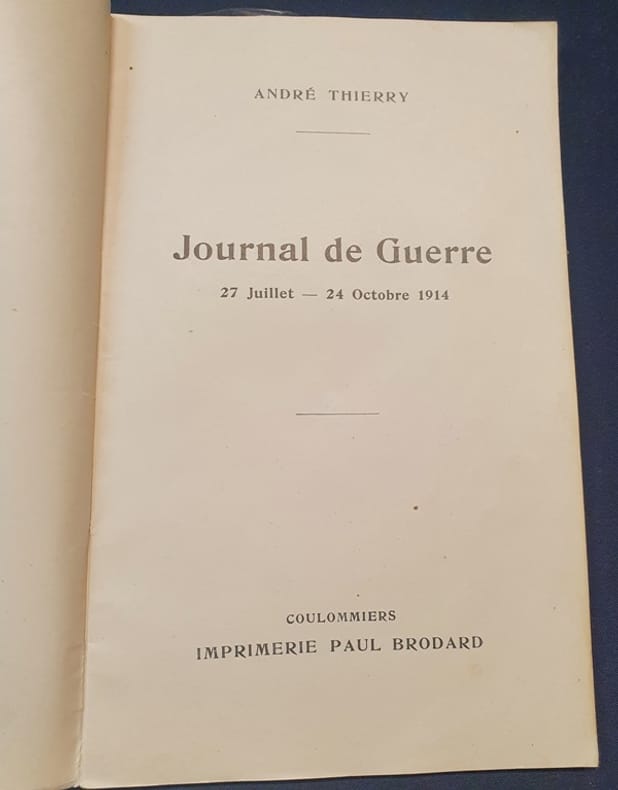 ANDRÉ THIERRY
Journal de Guerre
27 Juillet — 24 Octobre 1914
COULOMMIERS
IMPRIMERIE PAUL BRODARD